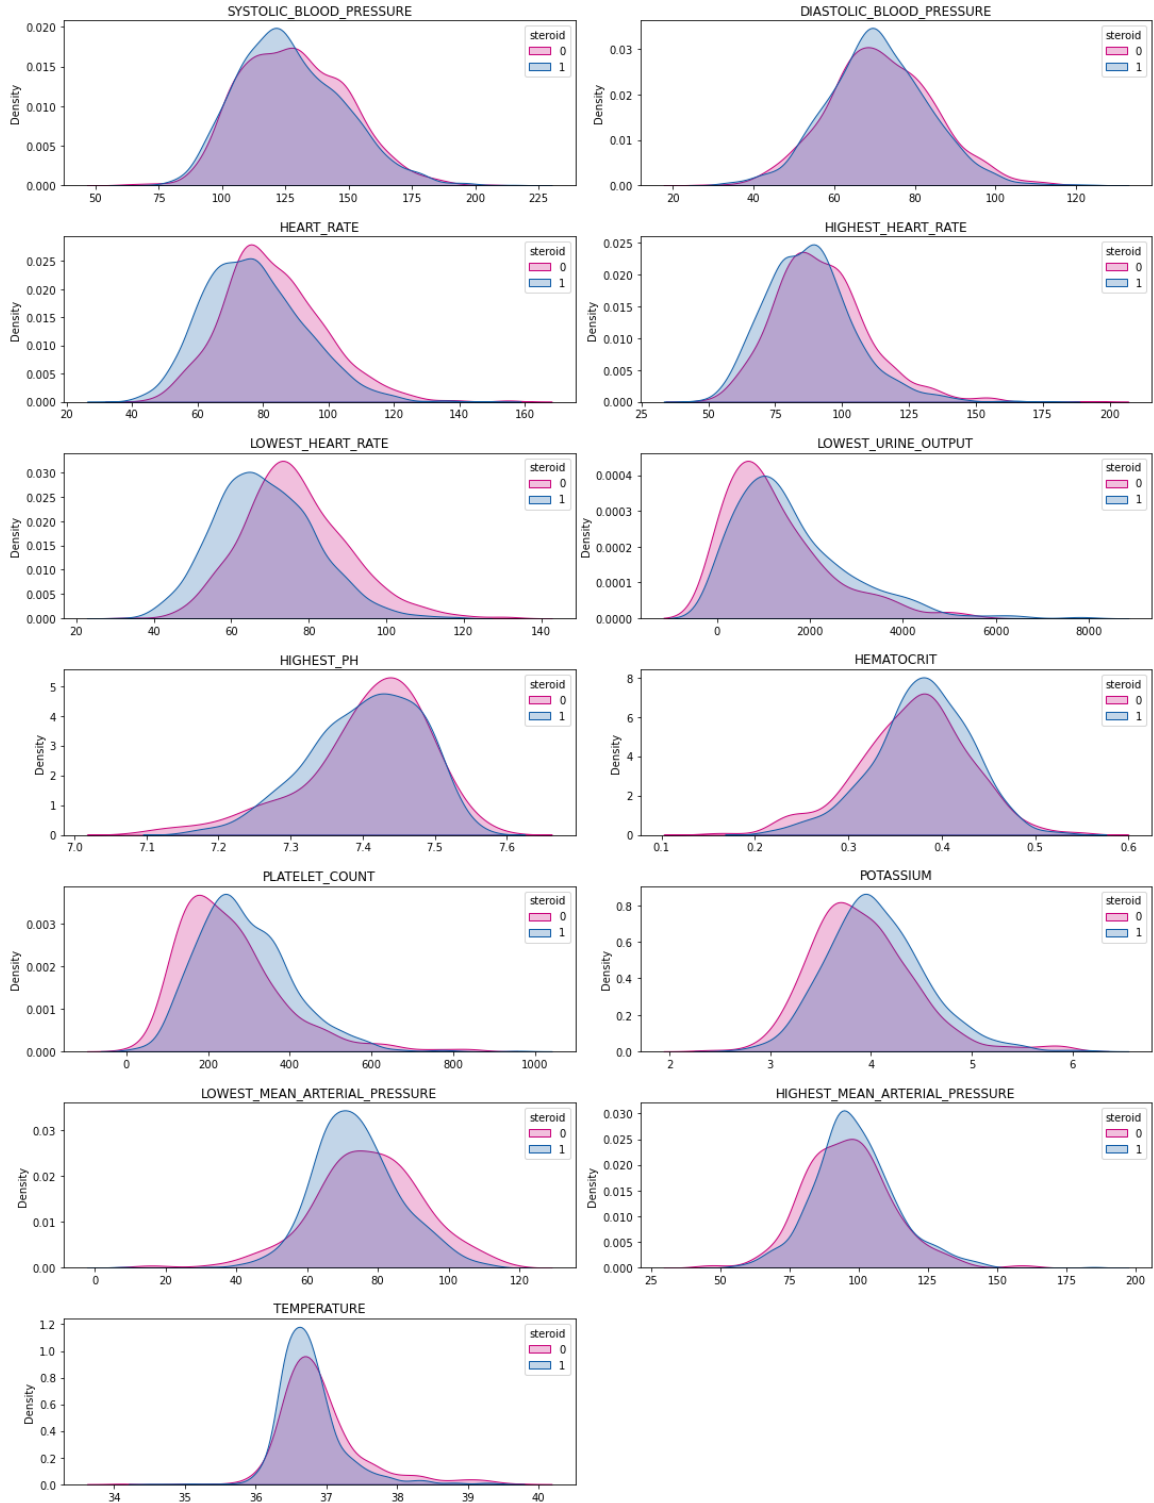 SYSTOLIC_BLOOD_PRESSURE
0.020
0.015
0.010
0.005
0.000
Density
50 75 100 125 150 175 200 225
steroid
0
1
DIASTOLIC_BLOOD_PRESSURE
0.03
0.02
0.01
0.00
Density
20 40 60 80 100 120
steroid
0
1
HEART_RATE
0.025
0.020
0.015
0.010
0.005
0.000
Density
20 40 60 80 100 120 140 160
steroid
0
1
HIGHEST_HEART_RATE
0.025
0.020
0.015
0.010
0.005
0.000
Density
25 50 75 100 125 150 175 200
steroid
0
1
LOWEST_HEART_RATE
0.030
0.025
0.020
0.015
0.010
0.005
0.000
Density
20 40 60 80 100 120 140
steroid
0
1
LOWEST_URINE_OUTPUT
0.0004
0.0003
0.0002
0.0001
0.0000
Density
0 2000 4000 6000 8000
steroid
0
1
HIGHEST_PH
5
4
3
2
1
0
Density
7.0 7.1 7.2 7.3 7.4 7.5 7.6
steroid
0
1
HEMATOCRIT
8
6
4
2
0
Density
0.1 0.2 0.3 0.4 0.5 0.6
steroid
0
1
PLATELET_COUNT
0.003
0.002
0.001
0.000
Density
0 200 400 600 800 1000
steroid
0
1
POTASSIUM
0.8
0.6
0.4
0.2
0.0
Density
2 3 4 5 6
steroid
0
1
LOWEST_MEAN_ARTERIAL_PRESSURE
0.03
0.02
0.01
0.00
Density
0 20 40 60 80 100 120
steroid
0
1
HIGHEST_MEAN_ARTERIAL_PRESSURE
0.030
0.025
0.020
0.015
0.010
0.005
0.000
Density
25 50 75 100 125 150 175 200
steroid
0
1
TEMPERATURE
1.2
1.0
0.8
0.6
0.4
0.2
0.0
Density
34 35 36 37 38 39 40
steroid
0
1